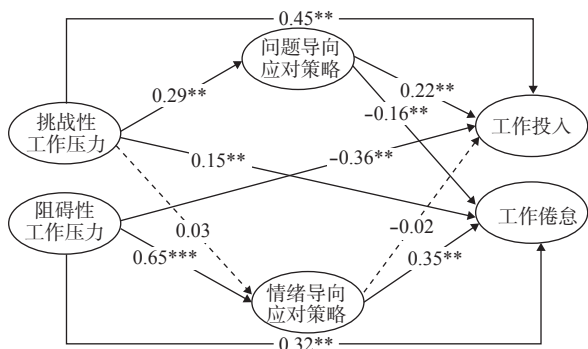 0.45**
问题导向
应对策略
0.29**
0.22**
-0.16**
挑战性
工作压力
工作投入
0.15**
-0.36**
阻碍性
工作压力
0.03
-0.02
工作倦怠
0.65***
0.35**
情绪导向
应对策略
0.32**